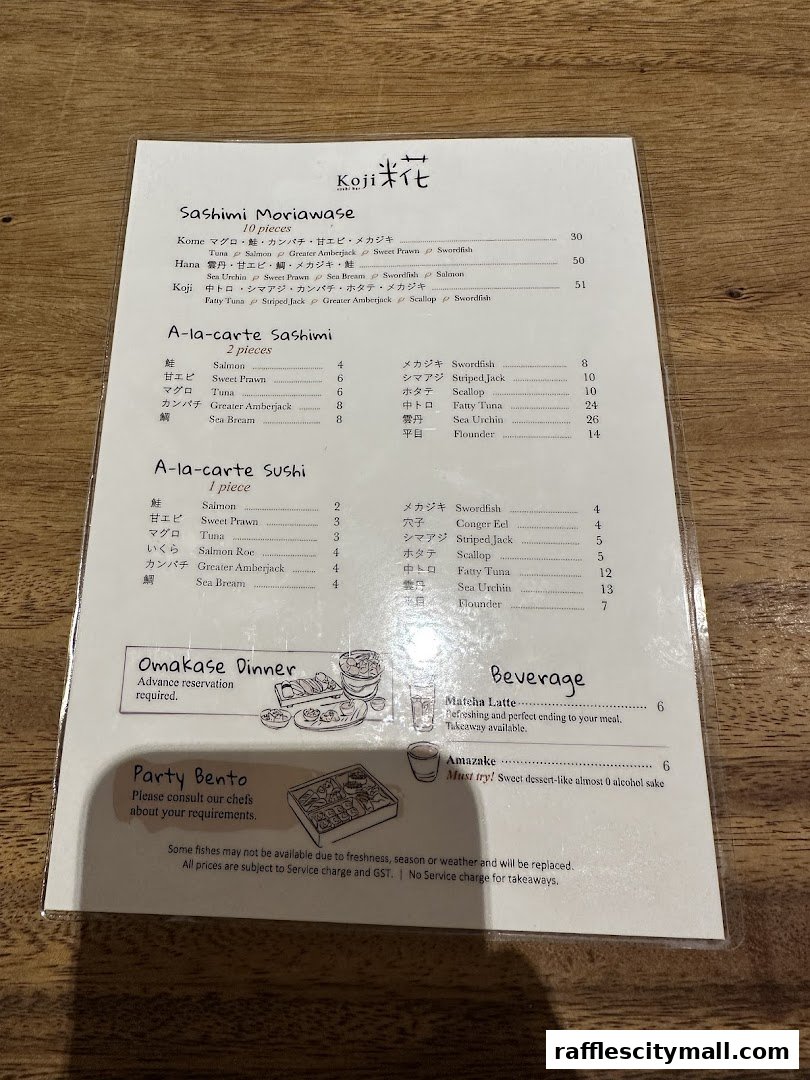 Koji 糀
sushi bar
Sashimi Moriawase
10 pieces
Kome マグロ・鮭・カンパチ・甘エビ・メカジキ 30
Tuna Salmon Greater Amberjack Sweet Prawn Swordfish
Hana 雲丹・甘エビ・鯛・メカジキ・鮭 50
Sea Urchin Sweet Prawn Sea Bream Swordfish Salmon
Koji 中トロ・シマアジ・カンパチ・ホタテ・メカジキ 51
Fatty Tuna Striped Jack Greater Amberjack Scallop Swordfish
A-la-carte Sashimi
2 pieces
鮭 Salmon 4
甘エビ Sweet Prawn 6
マグロ Tuna 6
カンパチ Greater Amberjack 8
鯛 Sea Bream 8
メカジキ Swordfish 8
シマアジ Striped Jack 10
ホタテ Scallop 10
中トロ Fatty Tuna 24
雲丹 Sea Urchin 26
平目 Flounder 14
A-la-carte Sushi
1 piece
鮭 Salmon 2
甘エビ Sweet Prawn 3
マグロ Tuna 3
いくら Salmon Roe 4
カンパチ Greater Amberjack 4
鯛 Sea Bream 4
メカジキ Swordfish 4
穴子 Conger Eel 4
シマアジ Striped Jack 5
ホタテ Scallop 5
中トロ Fatty Tuna 12
雲丹 Sea Urchin 13
平目 Flounder 7
Omakase Dinner
Advance reservation
required.
Party Bento
Please consult our chefs
about your requirements.
Beverage
Matcha Latte 6
Refreshing and perfect ending to your meal.
Takeaway available.
Amazake 6
Must try! Sweet dessert-like almost 0 alcohol sake
Some fishes may not be available due to freshness, season or weather and will be replaced.
All prices are subject to Service charge and GST. | No Service charge for takeaways.
rafflescitymall.com